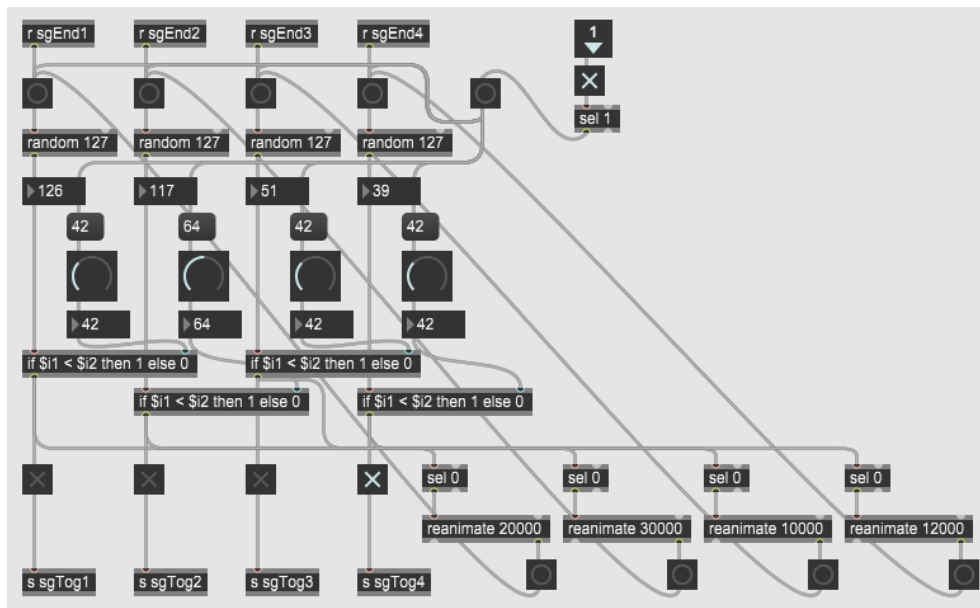 r sgEnd1
r sgEnd2
r sgEnd3
r sgEnd4
1
sel 1
random 127
random 127
random 127
random 127
126
117
51
39
42
64
42
42
42
64
42
42
if $i1 < $i2 then 1 else 0
if $i1 < $i2 then 1 else 0
if $i1 < $i2 then 1 else 0
if $i1 < $i2 then 1 else 0
sel 0
sel 0
sel 0
sel 0
reanimate 20000
reanimate 30000
reanimate 10000
reanimate 12000
s sgTog1
s sgTog2
s sgTog3
s sgTog4